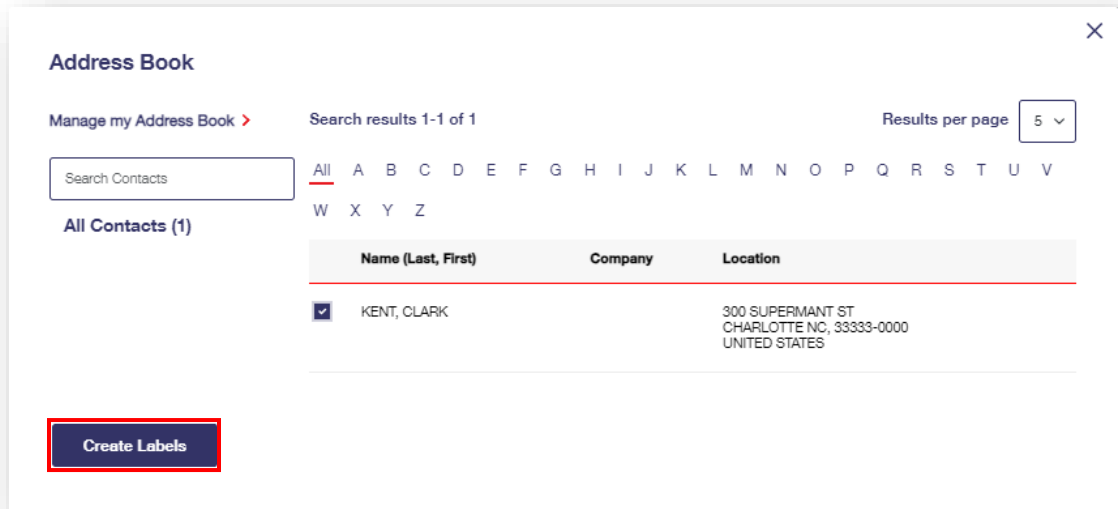 Address Book
Manage my Address Book
Search Contacts
All Contacts (1)
Search results 1-1 of 1
Results per page 5
All A B C D E F G H I J K L M N O P Q R S T U V
W X Y Z
Name (Last, First) Company Location
KENT, CLARK 300 SUPERMANT ST
CHARLOTTE NC, 33333-0000
UNITED STATES
Create Labels